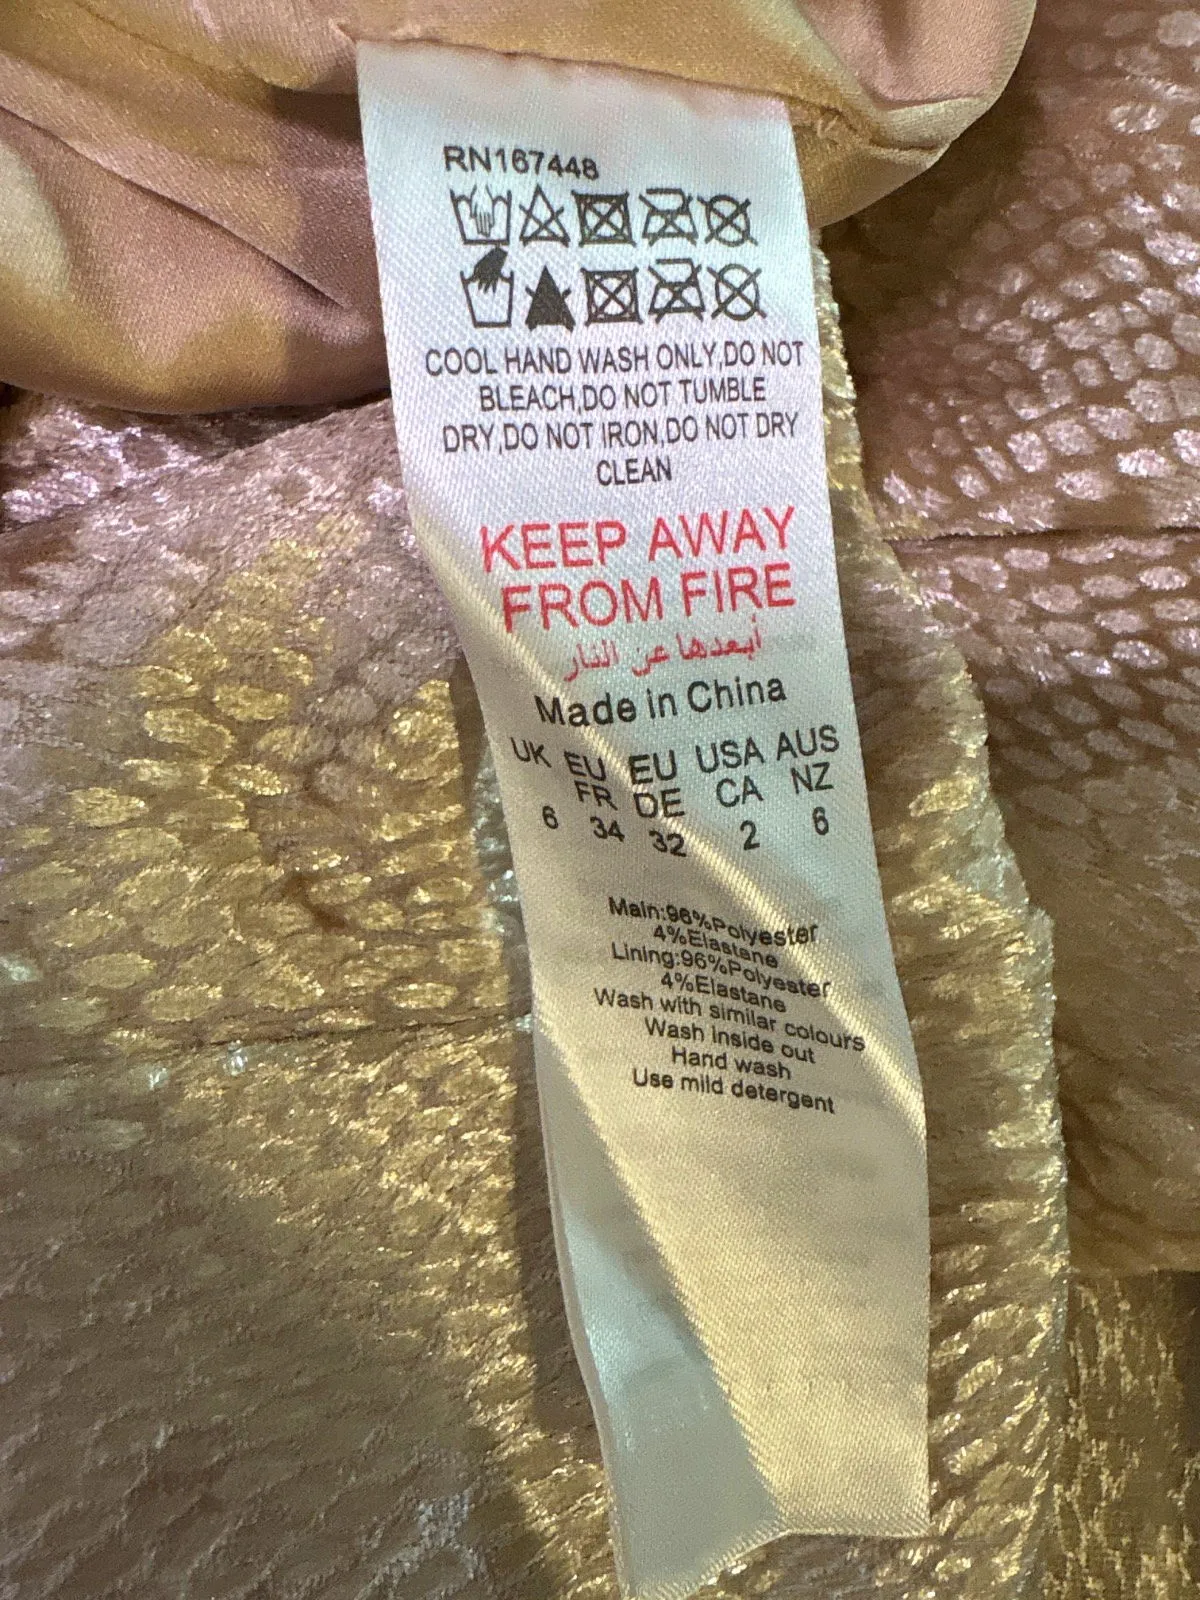 RN167448
COOL HAND WASH ONLY,DO NOT
BLEACH,DO NOT TUMBLE
DRY,DO NOT IRON,DO NOT DRY
CLEAN
KEEP AWAY
FROM FIRE
أبعدها عن النار
Made in China
UK EU EU USA AUS
FR DE CA NZ
6 34 32 2 6
Main:96%Polyester
4%Elastane
Lining:96%Polyester
4%Elastane
Wash with similar colours
Wash inside out
Hand wash
Use mild detergent